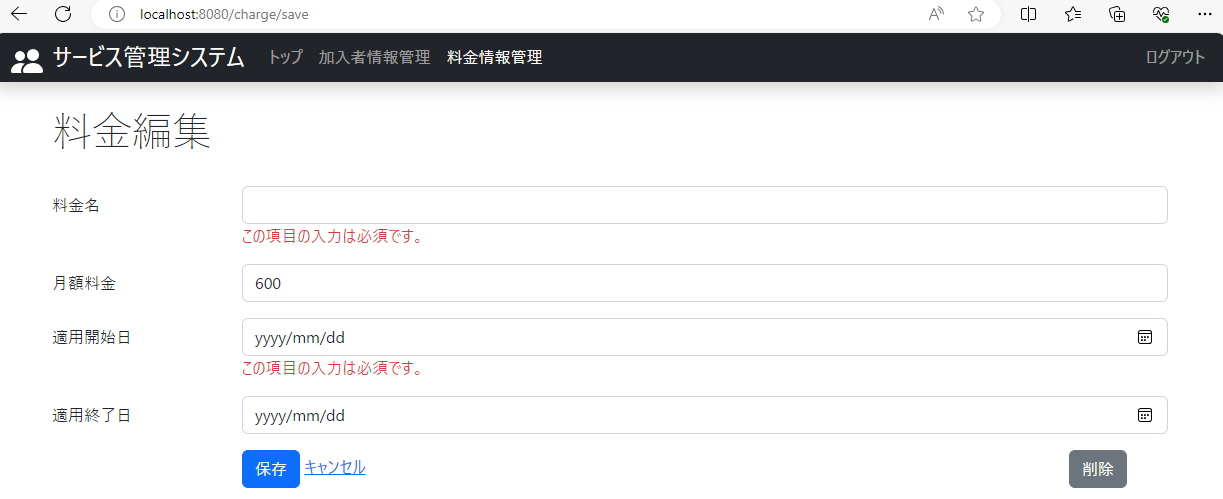 localhost:8080/charge/save
サービス管理システム トップ 加入者情報管理 料金情報管理 ログアウト
料金編集
料金名
この項目の入力は必須です。
月額料金 600
適用開始日 yyyy/mm/dd
この項目の入力は必須です。
適用終了日 yyyy/mm/dd
保存 キャンセル 削除